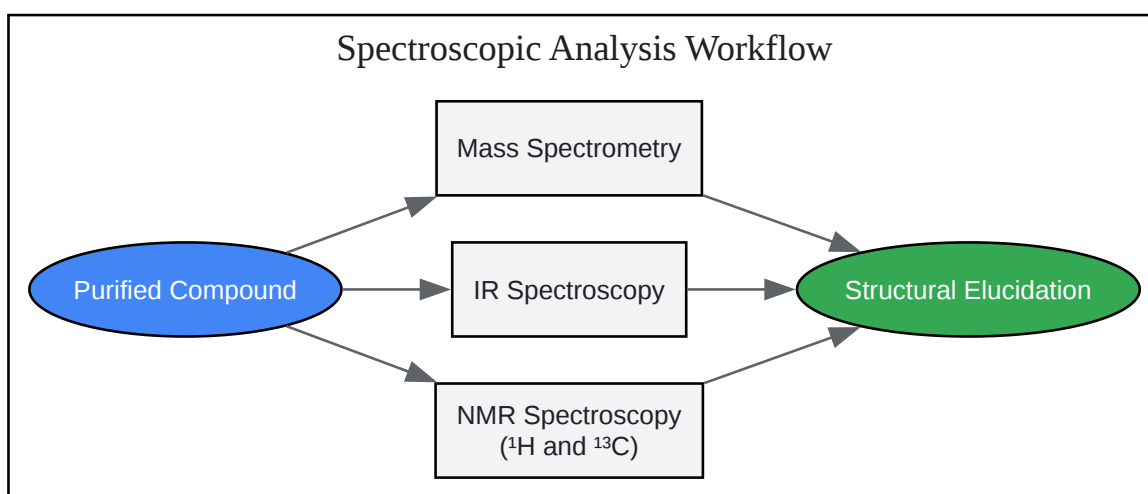 Spectroscopic Analysis Workflow
Mass Spectrometry
Purified Compound
IR Spectroscopy
Structural Elucidation
NMR Spectroscopy
(¹H and ¹³C)